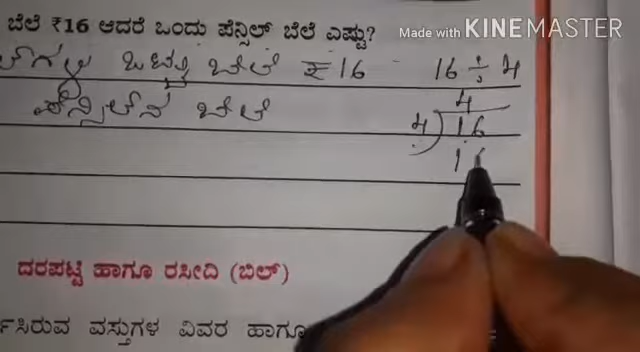 Made with KINEMASTER
ಬೆಲೆ ₹16 ಆದರೆ ಒಂದು ಪೆನ್ಸಿಲ್ ಬೆಲೆ ಎಷ್ಟು?
ಒಟ್ಟು ಬೆಲೆ ₹16 16 ÷ 4
4
ಪೆನ್ಸಿಲಿನ ಬೆಲೆ 4)16
16
ದರಪಟ್ಟಿ ಹಾಗೂ ರಸೀದಿ (ಬಿಲ್)
ವಸ್ತುಗಳ ವಿವರ ಹಾಗೂ